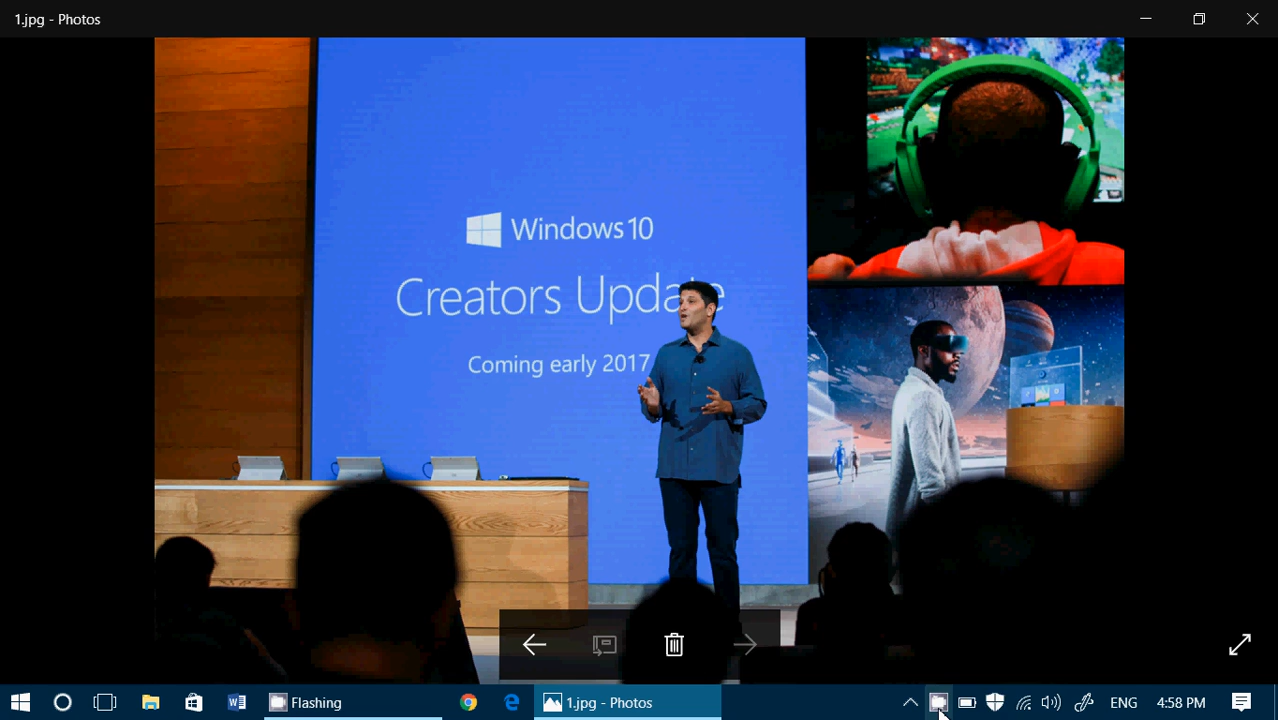 1.jpg - Photos
Windows 10
Creators Update
Coming early 2017
Flashing
1.jpg - Photos
ENG
4:58 PM